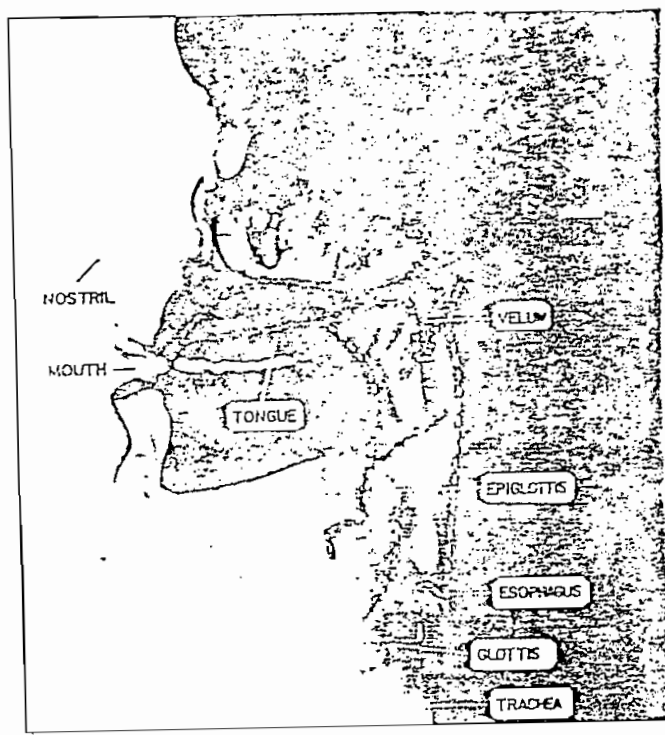 NOSTRIL
VELUM
MOUTH
TONGUE
EPIGLOTTIS
ESOPHAGUS
GLOTTIS
TRACHEA